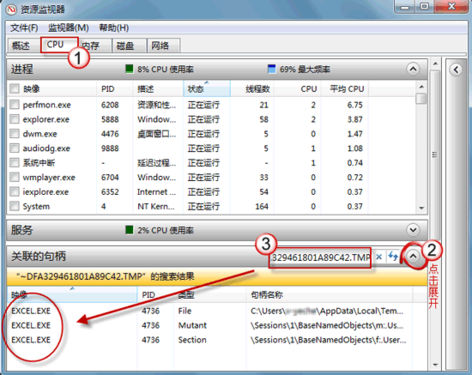 资源监视器
文件(F) 监视器(M) 帮助(H)
概述 CPU 内存 磁盘 网络
1
进程 8% CPU 使用率 69% 最大频率
映像 PID 描述 状态 线程数 CPU 平均 CPU
perfmon.exe 6208 资源和性... 正在运行 21 2 6.75
explorer.exe 5888 Window... 正在运行 58 2 3.87
dwm.exe 4476 桌面窗口... 正在运行 5 0 1.47
audiodg.exe 9888 正在运行 5 1 1.08
系统中断 - 延迟过程... 正在运行 - 1 0.74
wmplayer.exe 6704 Window... 正在运行 33 0 0.72
iexplore.exe 6352 Internet ... 正在运行 54 0 0.37
System 4 NT Kern... 正在运行 164 0 0.37
服务 2% CPU 使用率
3 2
关联的句柄 329461801A89C42.TMP
点击展开
"~DFA329461801A89C42.TMP" 的搜索结果
映像 PID 类型 句柄名称
EXCEL.EXE 4736 File C:\Users\ \AppData\Local\Tem...
EXCEL.EXE 4736 Mutant \Sessions\1\BaseNamedObjects\m:Us...
EXCEL.EXE 4736 Section \Sessions\1\BaseNamedObjects\f:.User...